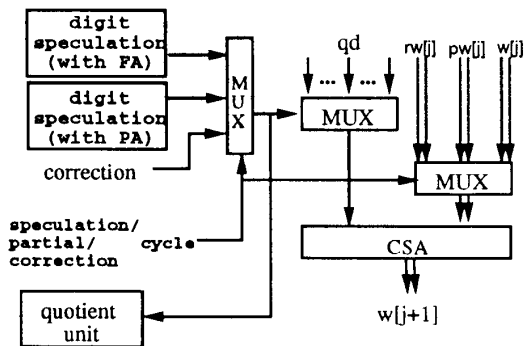 digit
speculation
(with FA)
digit
speculation
(with PA)
correction
MUX
qd
... ...
MUX
rw[j] pw[j] w[j]
MUX
speculation/
partial/ cycle
correction
CSA
w[j+1]
quotient
unit